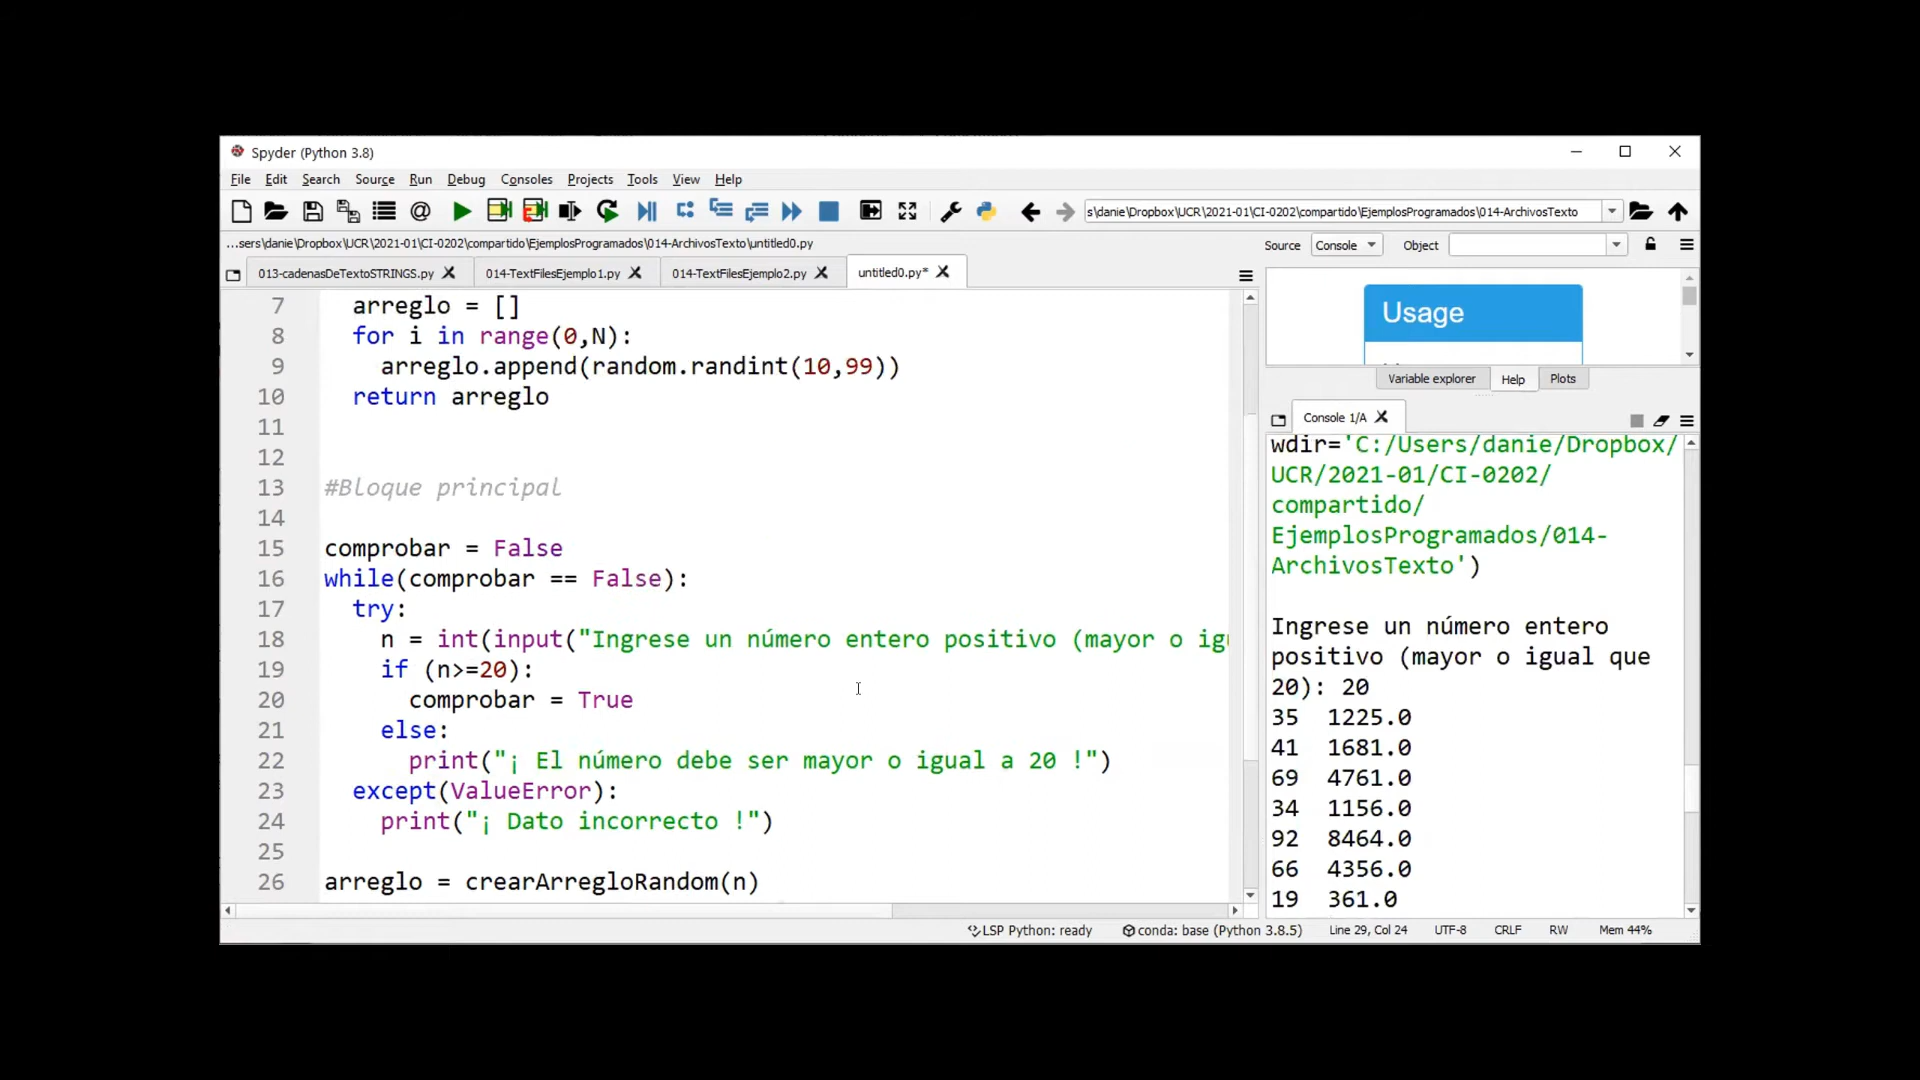 Spyder (Python 3.8)
File Edit Search Source Run Debug Consoles Projects Tools View Help
s\danie\Dropbox\UCR\2021-01\CI-0202\compartido\EjemplosProgramados\014-ArchivosTexto
...sers\danie\Dropbox\UCR\2021-01\CI-0202\compartido\EjemplosProgramados\014-ArchivosTexto\untitled0.py
Source Console Object
013-cadenasDeTextoSTRINGS.py 014-TextFilesEjemplo1.py 014-TextFilesEjemplo2.py untitled0.py*
7 arreglo = []
8 for i in range(0,N):
9 arreglo.append(random.randint(10,99))
10 return arreglo
11
12
13 #Bloque principal
14
15 comprobar = False
16 while(comprobar == False):
17 try:
18 n = int(input("Ingrese un número entero positivo (mayor o igu
19 if (n>=20):
20 comprobar = True
21 else:
22 print("¡ El número debe ser mayor o igual a 20 !")
23 except(ValueError):
24 print("¡ Dato incorrecto !")
25
26 arreglo = crearArregloRandom(n)
Usage
Variable explorer Help Plots
Console 1/A
wdir='C:/Users/danie/Dropbox/
UCR/2021-01/CI-0202/
compartido/
EjemplosProgramados/014-
ArchivosTexto')
Ingrese un número entero
positivo (mayor o igual que
20): 20
35 1225.0
41 1681.0
69 4761.0
34 1156.0
92 8464.0
66 4356.0
19 361.0
LSP Python: ready conda: base (Python 3.8.5) Line 29, Col 24 UTF-8 CRLF RW Mem 44%